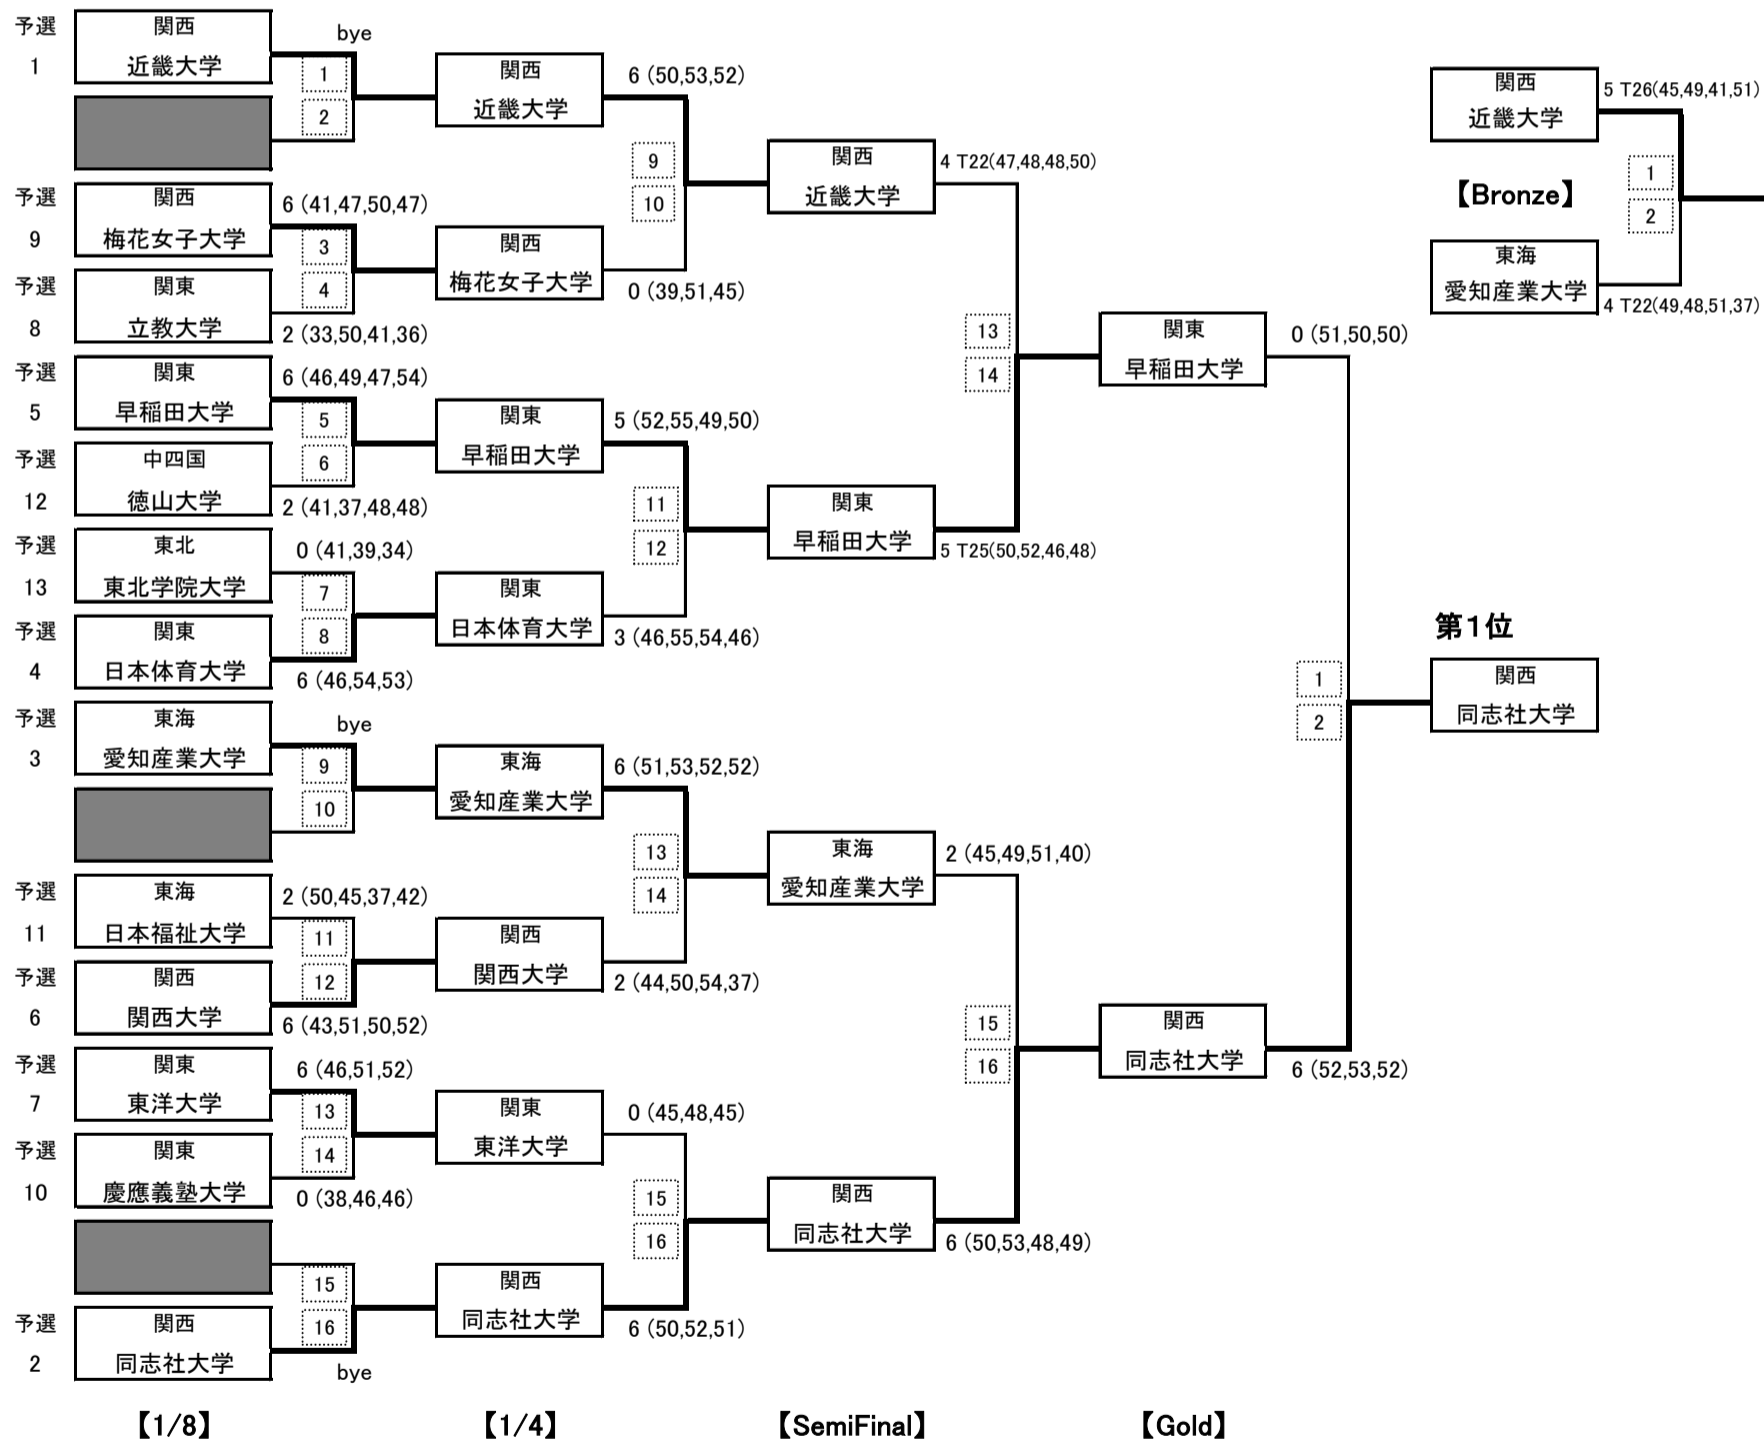 予選
1
関西
近畿大学
bye
1
2
予選
9
関西
梅花女子大学
6 (41,47,50,47)
3
4
予選
8
関東
立教大学
2 (33,50,41,36)
予選
5
関東
早稲田大学
6 (46,49,47,54)
5
6
予選
12
中四国
徳山大学
2 (41,37,48,48)
予選
13
東北
東北学院大学
0 (41,39,34)
7
8
予選
4
関東
日本体育大学
6 (46,54,53)
予選
3
東海
愛知産業大学
bye
9
10
予選
11
東海
日本福祉大学
2 (50,45,37,42)
11
12
予選
6
関西
関西大学
6 (43,51,50,52)
予選
7
関東
東洋大学
6 (46,51,52)
13
14
予選
10
関東
慶應義塾大学
0 (38,46,46)
15
16
予選
2
関西
同志社大学
bye
【1/8】
関西
近畿大学
6 (50,53,52)
9
10
関西
梅花女子大学
0 (39,51,45)
関東
早稲田大学
5 (52,55,49,50)
11
12
関東
日本体育大学
3 (46,55,54,46)
東海
愛知産業大学
6 (51,53,52,52)
13
14
関西
関西大学
2 (44,50,54,37)
関東
東洋大学
0 (45,48,45)
15
16
関西
同志社大学
6 (50,52,51)
【1/4】
関西
近畿大学
4 T22(47,48,48,50)
13
14
関東
早稲田大学
5 T25(50,52,46,48)
東海
愛知産業大学
2 (45,49,51,40)
15
16
関西
同志社大学
6 (50,53,48,49)
【SemiFinal】
関東
早稲田大学
0 (51,50,50)
1
2
関西
同志社大学
6 (52,53,52)
【Gold】
関西
近畿大学
5 T26(45,49,41,51)
【Bronze】
1
2
東海
愛知産業大学
4 T22(49,48,51,37)
第1位
関西
同志社大学